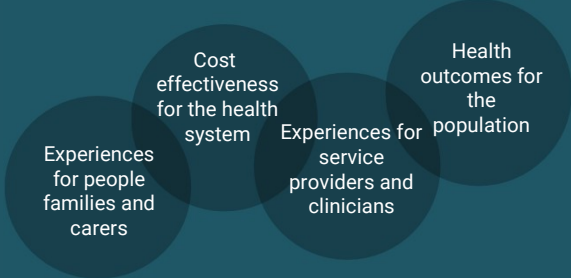 Experiences
for people
families and
carers
Cost
effectiveness
for the health
system
Experiences for
service
providers and
clinicians
Health
outcomes for
the
population